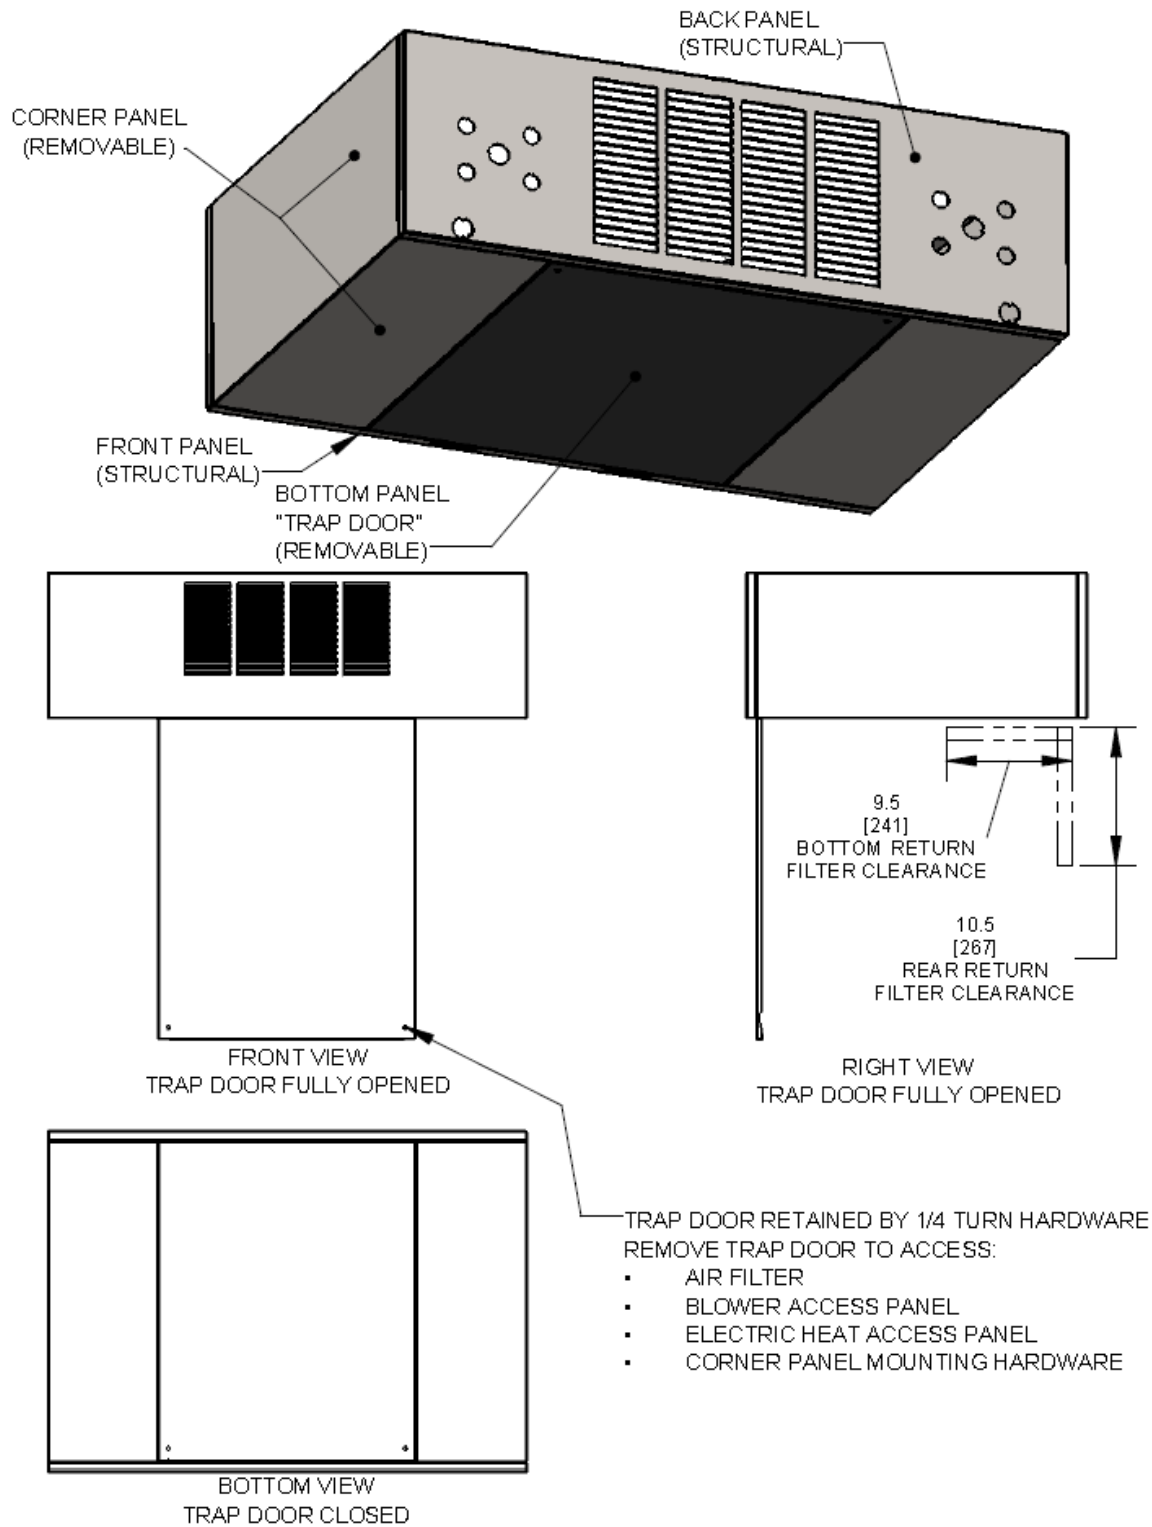 BACK PANEL
(STRUCTURAL)
CORNER PANEL
(REMOVABLE)
FRONT PANEL
(STRUCTURAL)
BOTTOM PANEL
"TRAP DOOR"
(REMOVABLE)
9.5
[241]
BOTTOM RETURN
FILTER CLEARANCE
10.5
[267]
REAR RETURN
FILTER CLEARANCE
FRONT VIEW
TRAP DOOR FULLY OPENED
RIGHT VIEW
TRAP DOOR FULLY OPENED
TRAP DOOR RETAINED BY 1/4 TURN HARDWARE
REMOVE TRAP DOOR TO ACCESS:
▪ AIR FILTER
▪ BLOWER ACCESS PANEL
▪ ELECTRIC HEAT ACCESS PANEL
▪ CORNER PANEL MOUNTING HARDWARE
BOTTOM VIEW
TRAP DOOR CLOSED